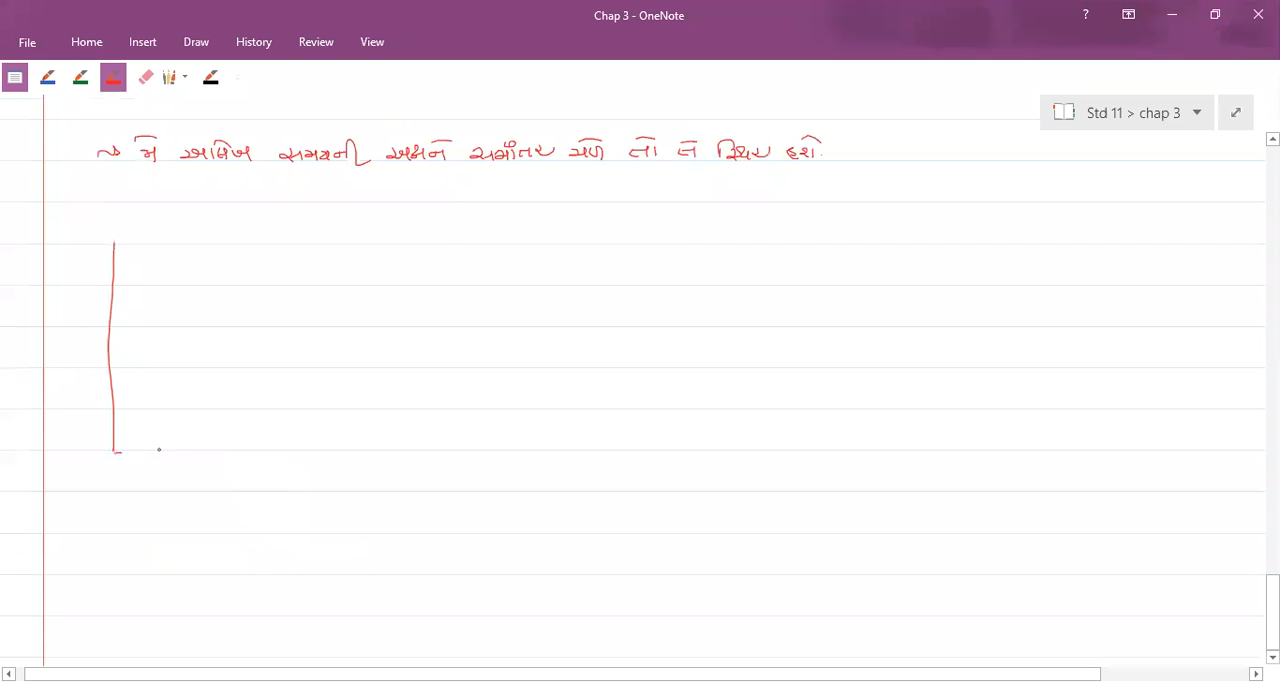 Chap 3 - OneNote
File Home Insert Draw History Review View
Std 11 > chap 3
જો આલેખ સમયની અક્ષને સમાંતર મળે તો તે સ્થિર હશે.